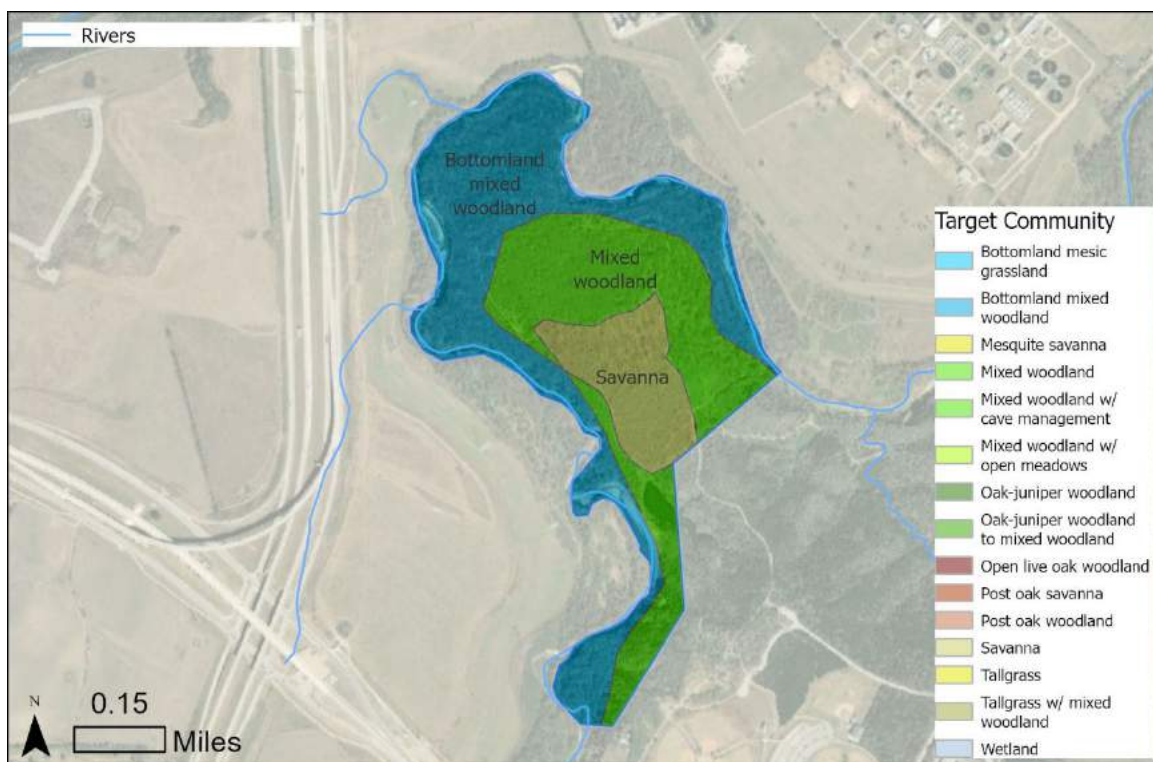 Rivers
Bottomland
mixed
woodland
Mixed
woodland
Savanna
Target Community
Bottomland mesic
grassland
Bottomland mixed
woodland
Mesquite savanna
Mixed woodland
Mixed woodland w/
cave management
Mixed woodland w/
open meadows
Oak-juniper woodland
Oak-juniper woodland
to mixed woodland
Open live oak woodland
Post oak savanna
Post oak woodland
Savanna
Tallgrass
Tallgrass w/ mixed
woodland
Wetland
N
0.15
Miles